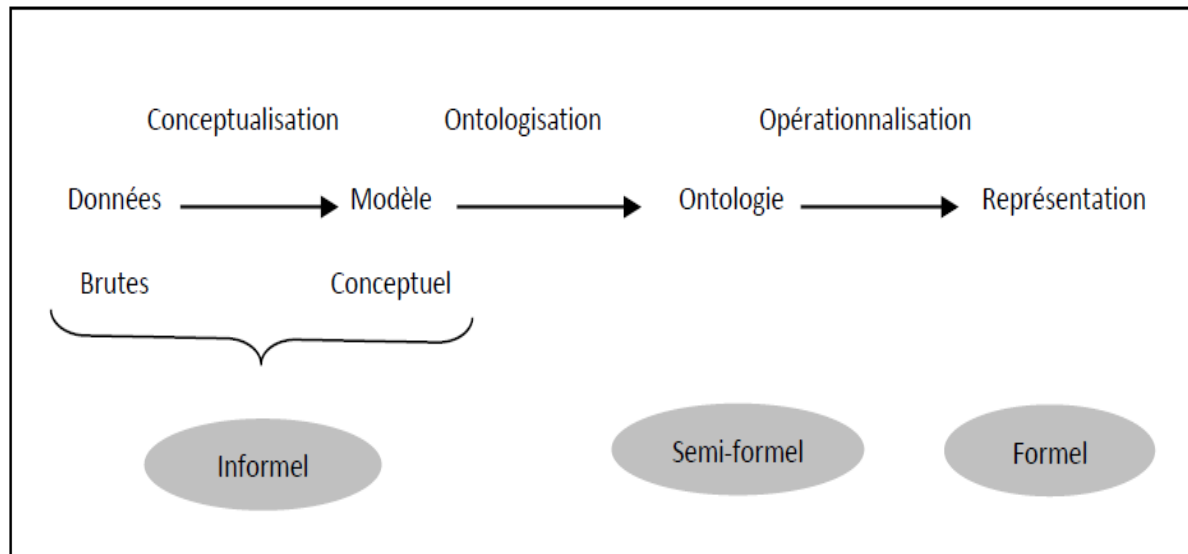 Conceptualisation Ontologisation Opérationnalisation
Données Modèle Ontologie Représentation
Brutes Conceptuel
Informel Semi-formel Formel